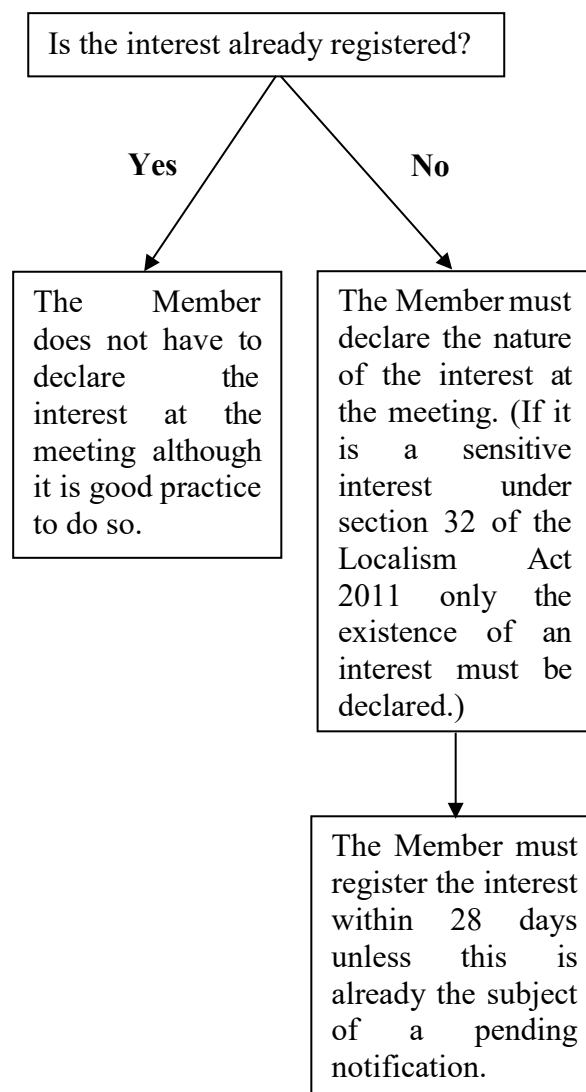 Is the interest already registered?
Yes
No
The Member
does not have to
declare the
interest at the
meeting although
it is good practice
to do so.
The Member must
declare the nature
of the interest at
the meeting. (If it
is a sensitive
interest under
section 32 of the
Localism Act
2011 only the
existence of an
interest must be
declared.)
The Member must
register the interest
within 28 days
unless this is
already the subject
of a pending
notification.